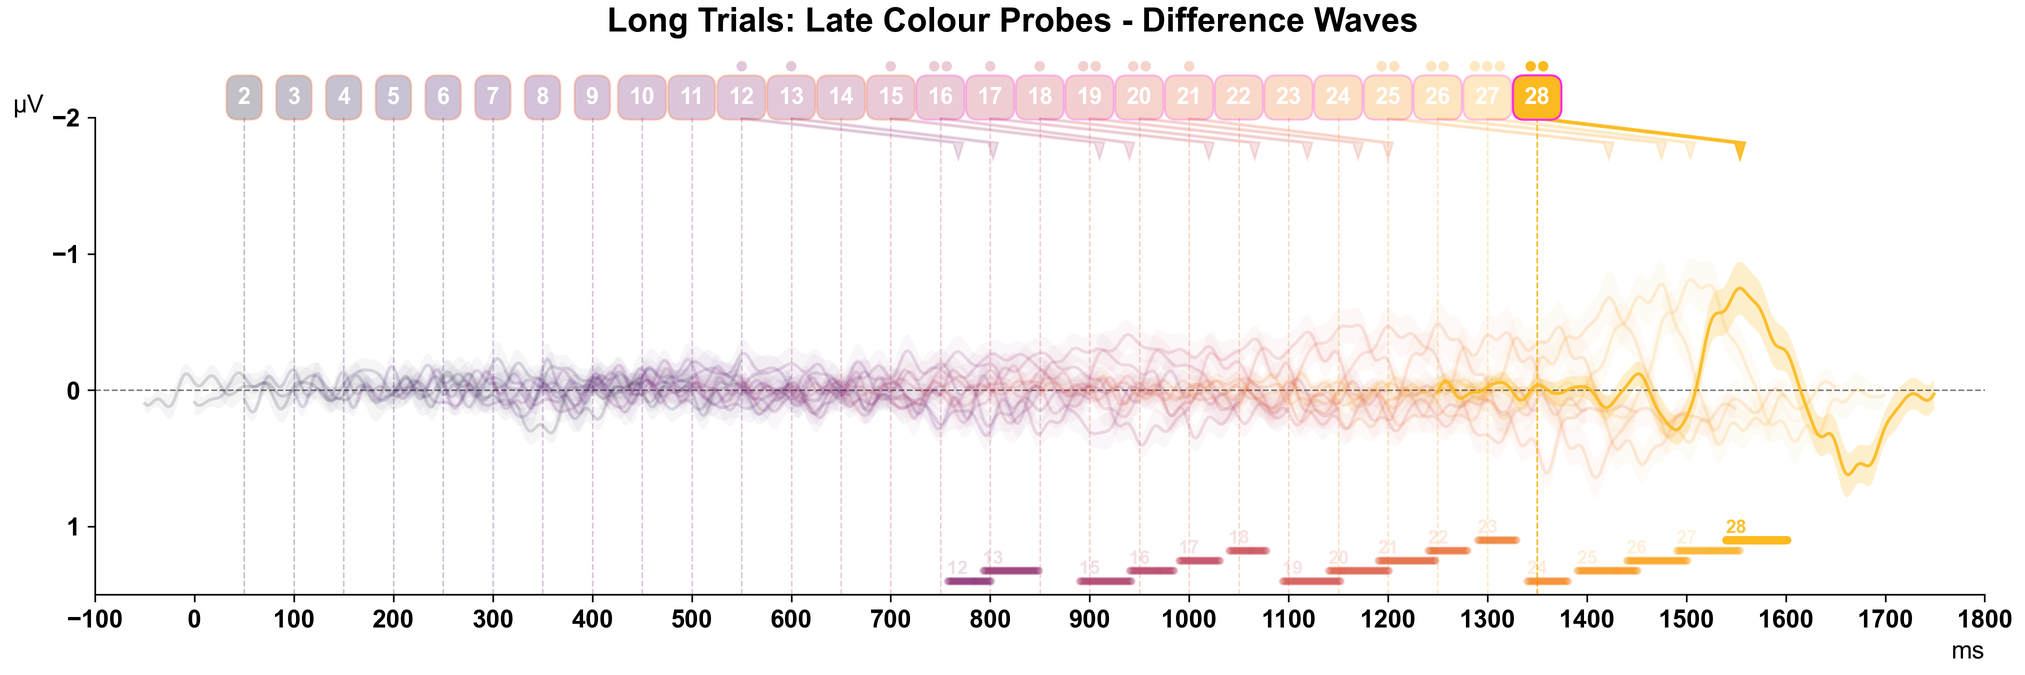 Long Trials: Late Colour Probes - Difference Waves
µV
2 3 4 5 6 7 8 9 10 11 12 13 14 15 16 17 18 19 20 21 22 23 24 25 26 27 28
−2
−1
0
1
23 28
18 22 27
17 21 26
13 16 20 25
12 15 19 24
−100 0 100 200 300 400 500 600 700 800 900 1000 1100 1200 1300 1400 1500 1600 1700 1800
ms